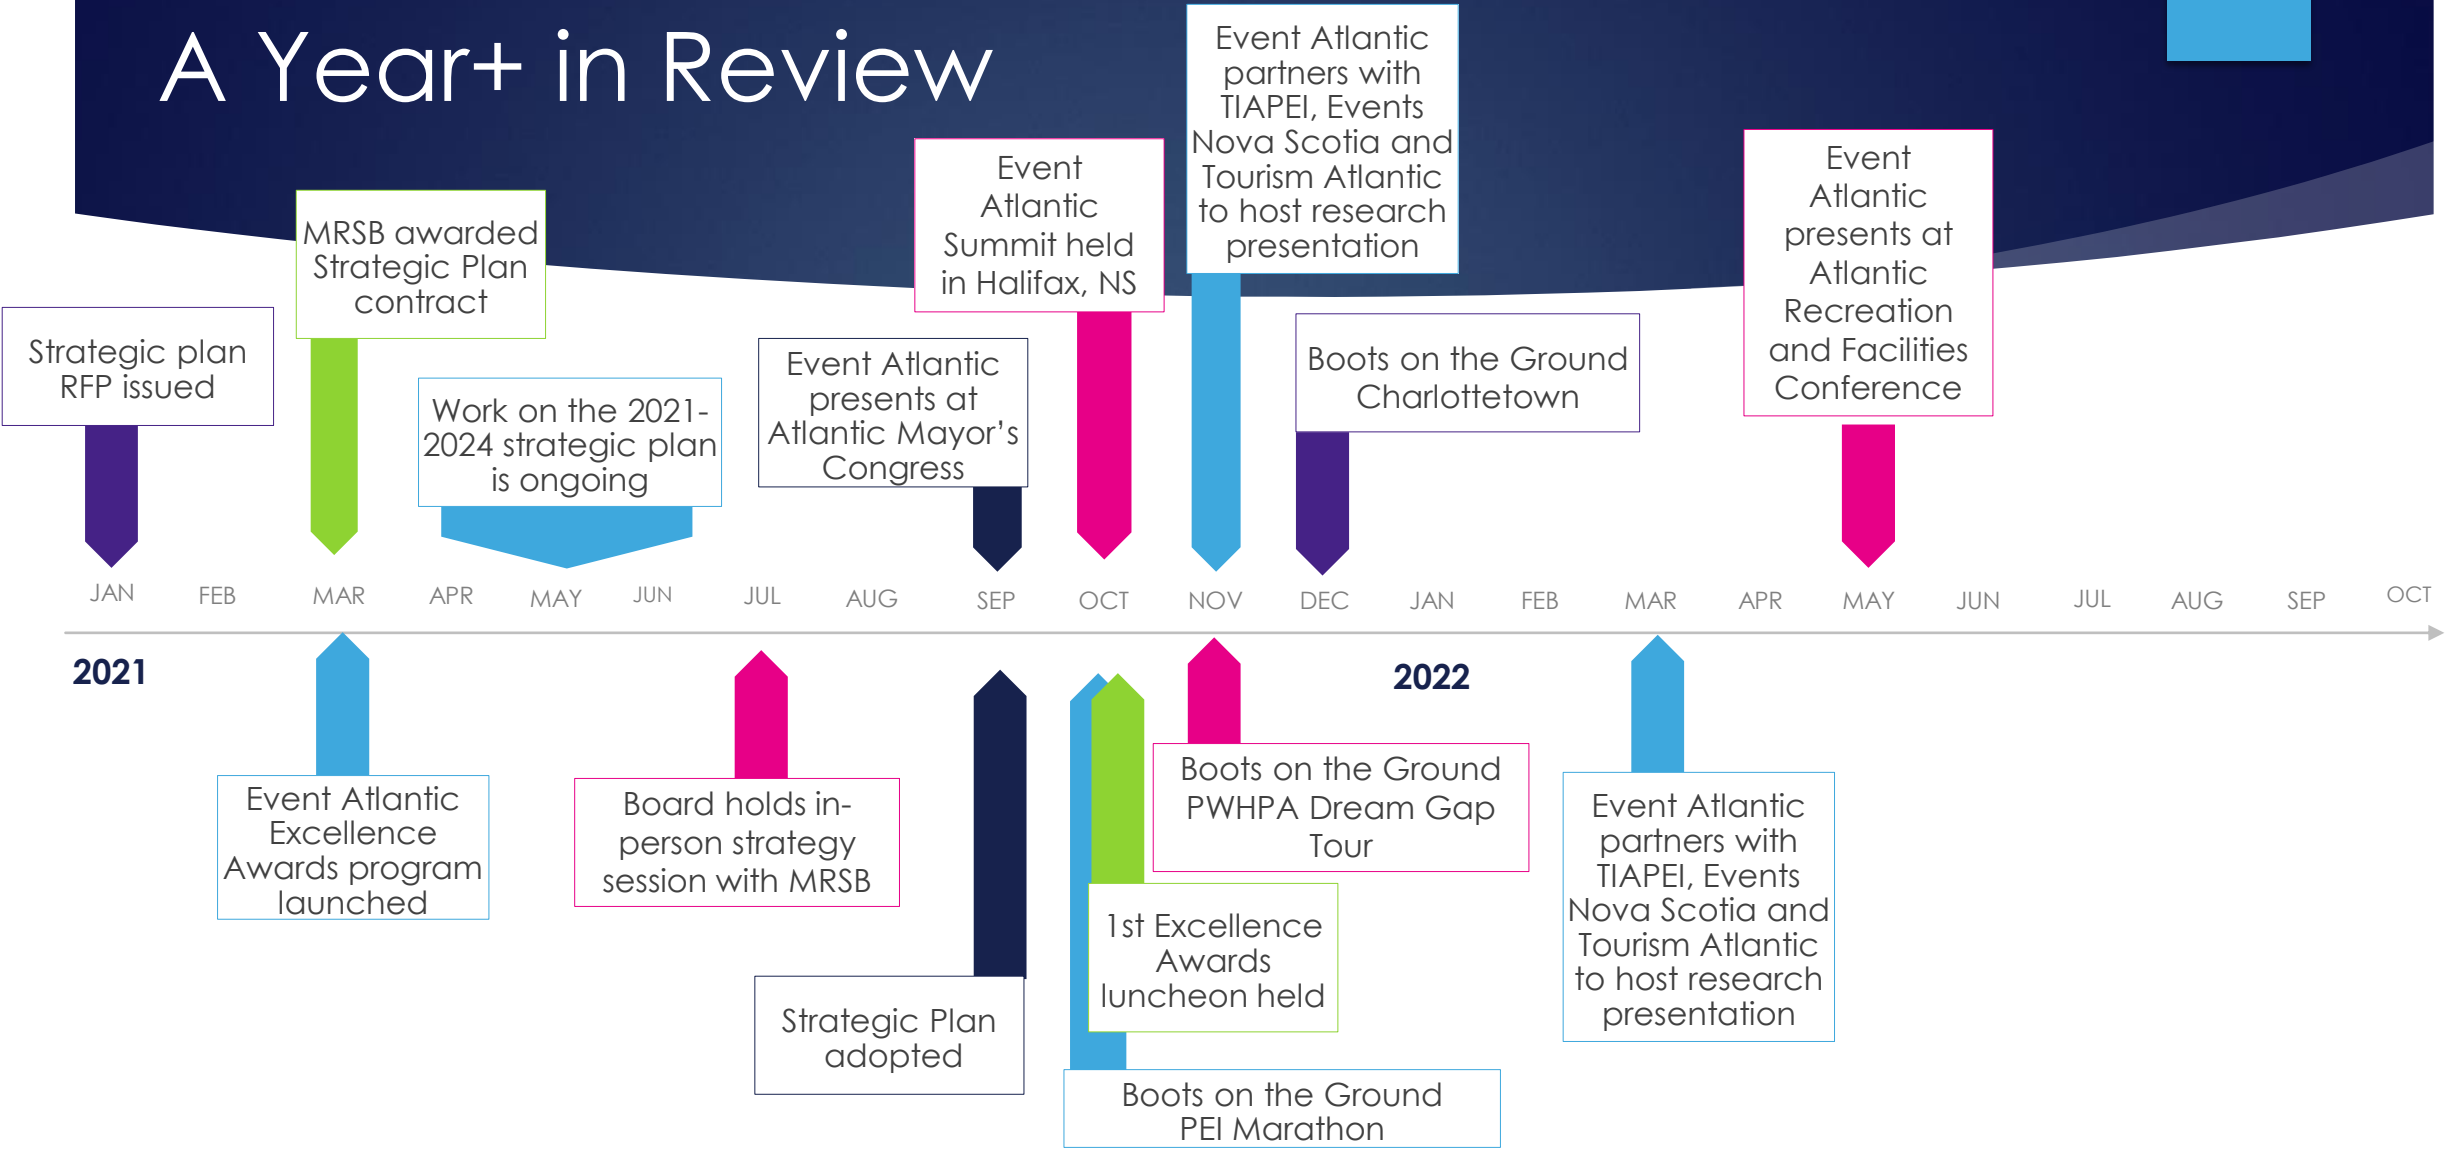 A Year+ in Review
Strategic plan
RFP issued
MRSB awarded
Strategic Plan
contract
Work on the 2021-
2024 strategic plan
is ongoing
Event Atlantic
presents at
Atlantic Mayor’s
Congress
Event
Atlantic
Summit held
in Halifax, NS
Event Atlantic
partners with
TIAPEI, Events
Nova Scotia and
Tourism Atlantic
to host research
presentation
Boots on the Ground
Charlottetown
Event
Atlantic
presents at
Atlantic
Recreation
and Facilities
Conference
JAN FEB MAR APR MAY JUN JUL AUG SEP OCT NOV DEC JAN FEB MAR APR MAY JUN JUL AUG SEP OCT
2021 2022
Event Atlantic
Excellence
Awards program
launched
Board holds in-
person strategy
session with MRSB
Strategic Plan
adopted
Boots on the Ground
PEI Marathon
1st Excellence
Awards
luncheon held
Boots on the Ground
PWHPA Dream Gap
Tour
Event Atlantic
partners with
TIAPEI, Events
Nova Scotia and
Tourism Atlantic
to host research
presentation